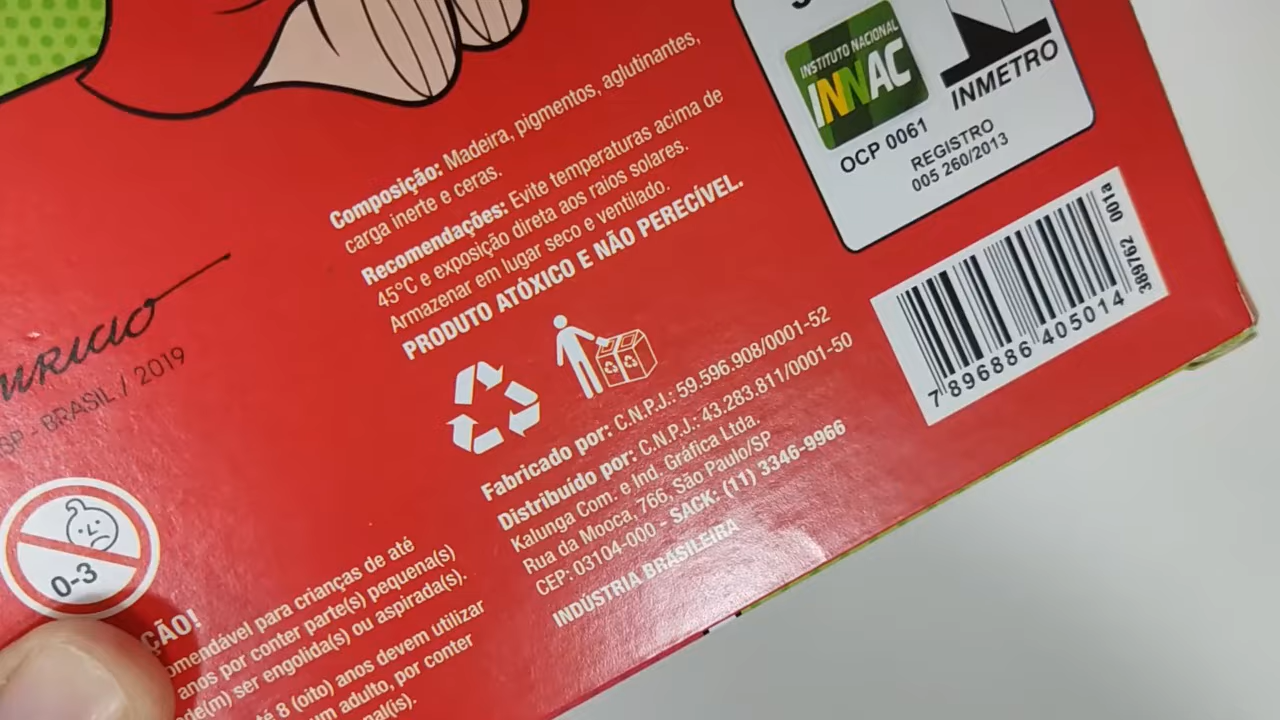 Composição: Madeira, pigmentos, aglutinantes,
carga inerte e ceras.
Recomendações: Evite temperaturas acima de
45°C e exposição direta aos raios solares.
Armazenar em lugar seco e ventilado.
PRODUTO ATÓXICO E NÃO PERECÍVEL.
INSTITUTO NACIONAL
INNAC
OCP 0061
INMETRO
REGISTRO
005 260/2013
389762 001a
7 896886 405014
SP - BRASIL / 2019
Fabricado por: C.N.P.J.: 59.596.908/0001-52
Distribuído por: C.N.P.J.: 43.283.811/0001-50
Kalunga Com. e Ind. Gráfica Ltda.
Rua da Mooca, 766, São Paulo/SP
CEP: 03104-000 - SACK: (11) 3346-9966
INDÚSTRIA BRASILEIRA
0-3
ÇÃO!
omendável para crianças de até
anos por conter parte(s) pequena(s)
de(m) ser engolida(s) ou aspirada(s).
té 8 (oito) anos devem utilizar
um adulto, por conter
nal(is).